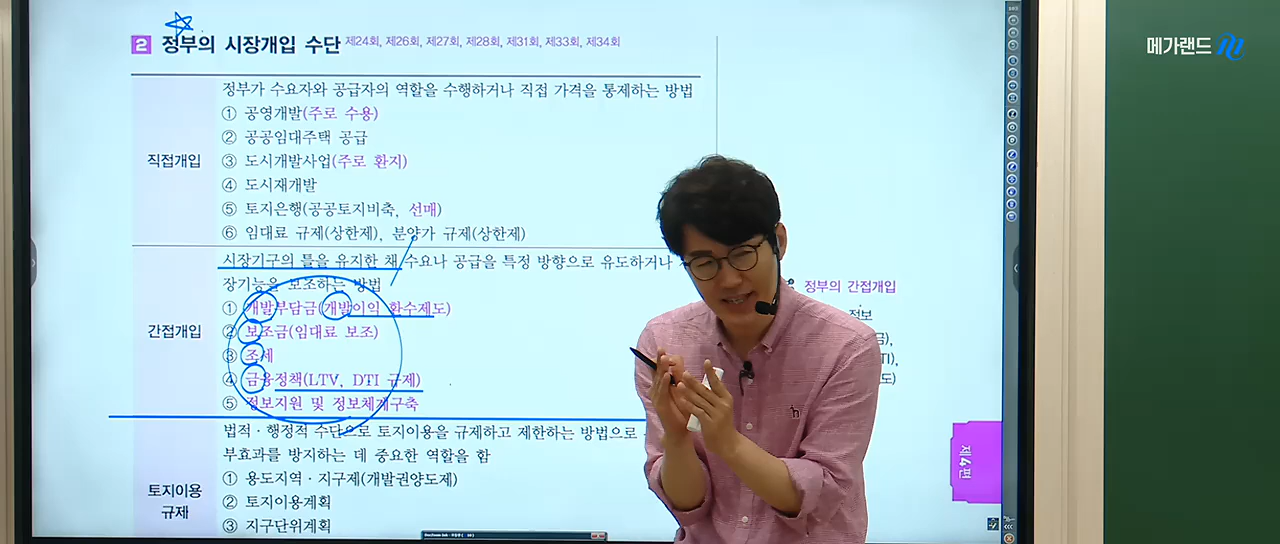 메가랜드
2 정부의 시장개입 수단 제24회, 제26회, 제27회, 제28회, 제31회, 제33회, 제34회
직접개입
정부가 수요자와 공급자의 역할을 수행하거나 직접 가격을 통제하는 방법
① 공영개발(주로 수용)
② 공공임대주택 공급
③ 도시개발사업(주로 환지)
④ 도시재개발
⑤ 토지은행(공공토지비축, 선매)
⑥ 임대료 규제(상한제), 분양가 규제(상한제)
간접개입
시장기구의 틀을 유지한 채 수요나 공급을 특정 방향으로 유도하거나
장기능을 보조하는 방법
① 개발부담금(개발이익 환수제도)
② 보조금(임대료 보조)
③ 조세
④ 금융정책(LTV, DTI 규제)
⑤ 정보지원 및 정보체계구축
토지이용
규제
법적·행정적 수단으로 토지이용을 규제하고 제한하는 방법으로
부효과를 방지하는 데 중요한 역할을 함
① 용도지역·지구제(개발권양도제)
② 토지이용계획
③ 지구단위계획
정부의 간접개입
정보
금),
TI),
도)
제4편